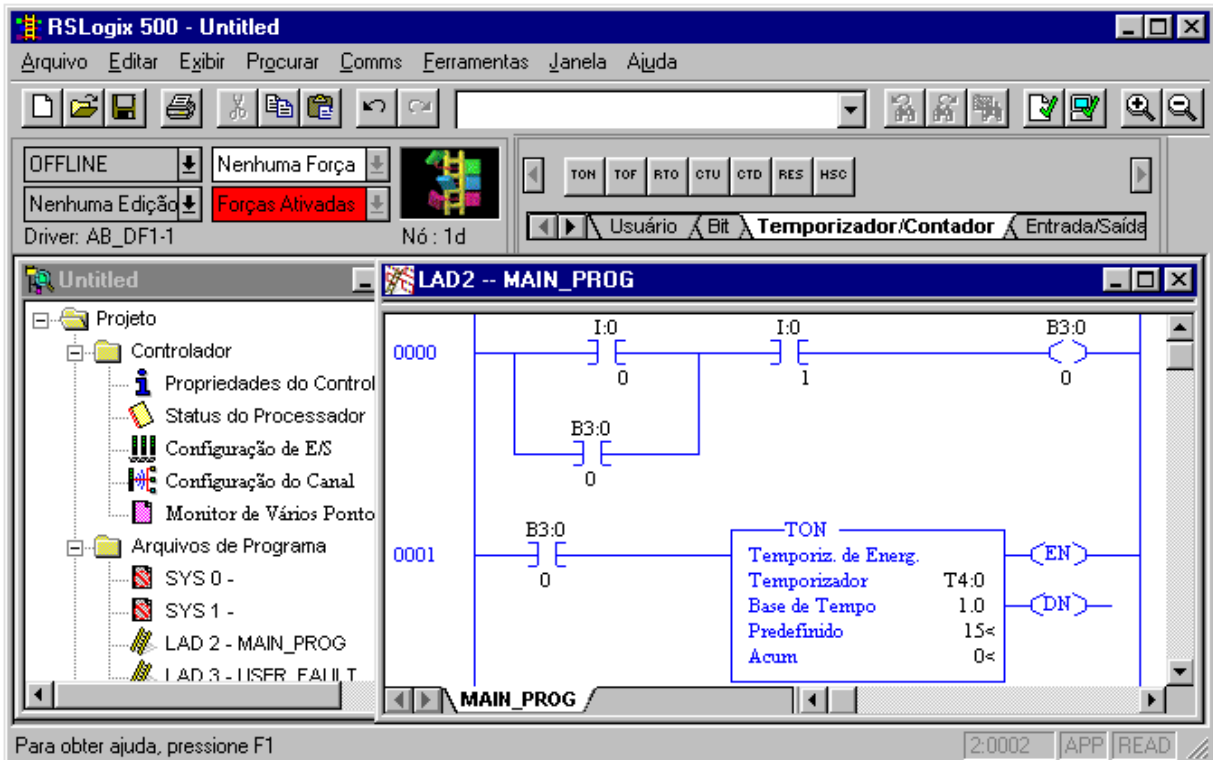 RSLogix 500 - Untitled
Arquivo Editar Exibir Procurar Comms Ferramentas Janela Ajuda
OFFLINE Nenhuma Força
Nenhuma Edição Forças Ativadas
Driver: AB_DF1-1 Nó : 1d
TON TOF RTO CTU CTD RES HSC
Usuário Bit Temporizador/Contador Entrada/Saída
Untitled
Projeto
Controlador
Propriedades do Control
Status do Processador
Configuração de E/S
Configuração do Canal
Monitor de Vários Ponto
Arquivos de Programa
SYS 0 -
SYS 1 -
LAD 2 - MAIN_PROG
LAD 3 - USER_FAULT
LAD2 -- MAIN_PROG
I:0 I:0 B3:0
0000
0 1 0
B3:0
0
B3:0
0001
0
TON
Temporiz. de Energ.
Temporizador T4:0
Base de Tempo 1.0
Predefinido 15<
Acum 0<
EN
DN
MAIN_PROG
Para obter ajuda, pressione F1
2:0002 APP READ